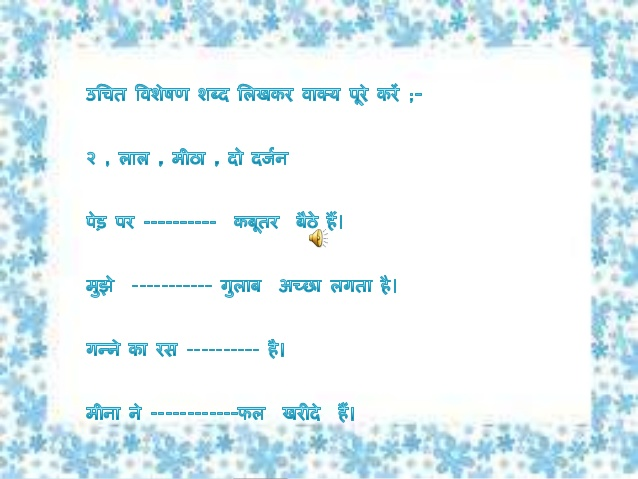 उचित विशेषण शब्द लिखकर वाक्य पूरे करें ;-
२ , लाल , मीठा , दो दर्जन
पेड़ पर ---------- कबूतर बैठे हैं।
मुझे ----------- गुलाब अच्छा लगता है।
गन्ने का रस ---------- है।
मीना ने ------------फल खरीदे हैं।